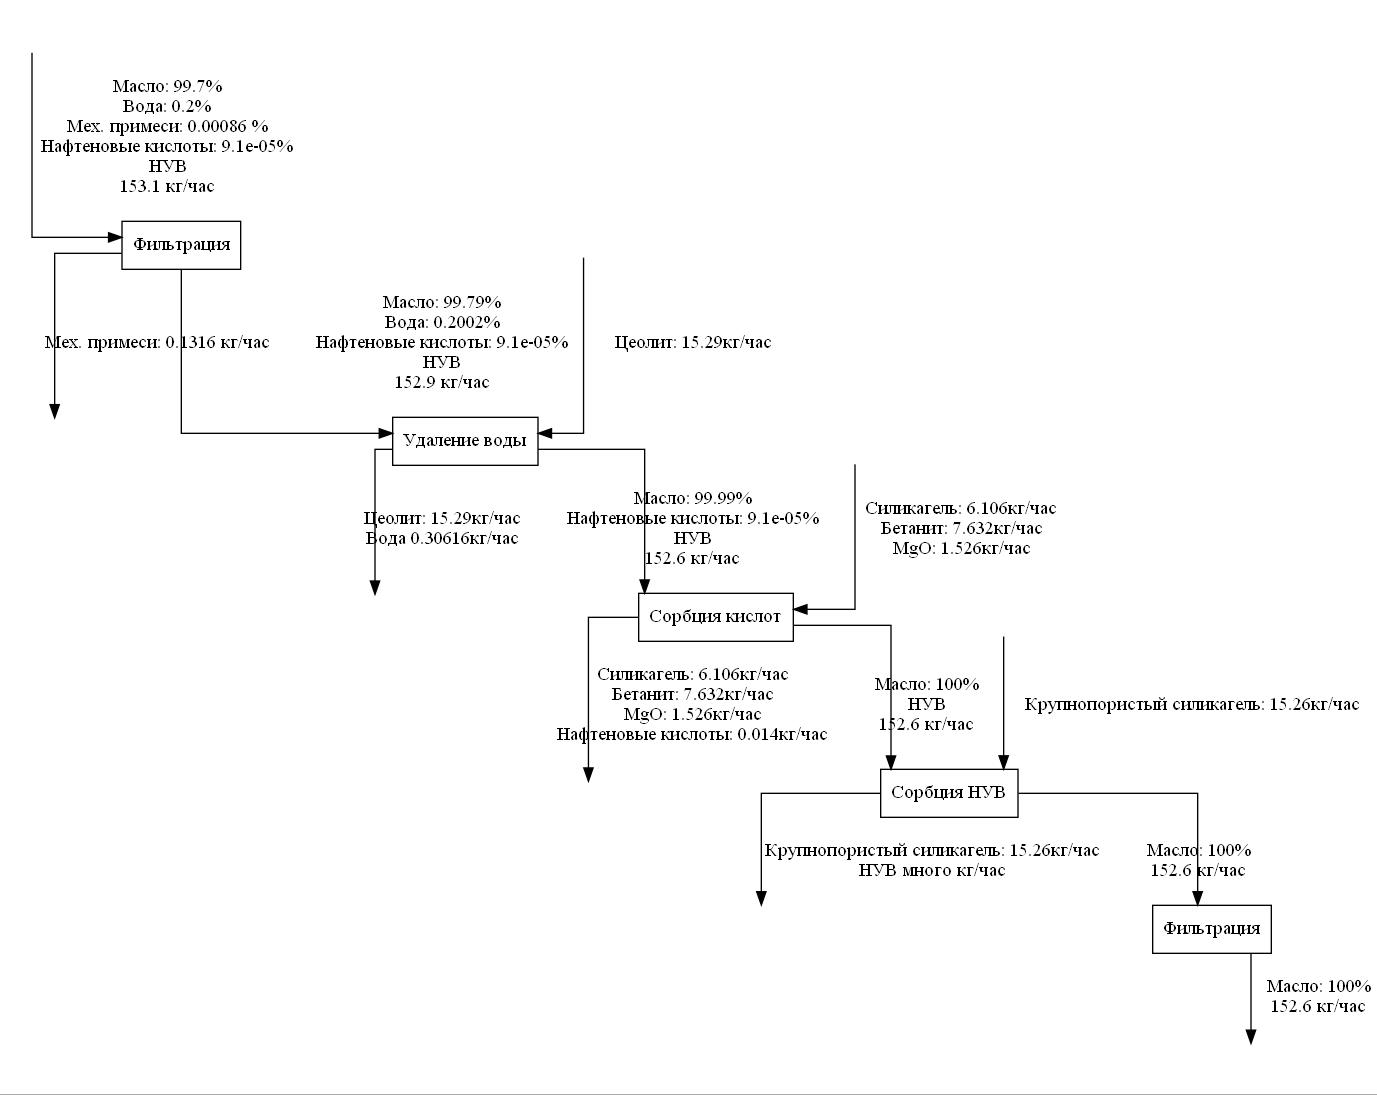 Масло: 99.7%
Вода: 0.2%
Мех. примеси: 0.00086 %
Нафтеновые кислоты: 9.1e-05%
НУВ
153.1 кг/час
Фильтрация
Мех. примеси: 0.1316 кг/час
Масло: 99.79%
Вода: 0.2002%
Нафтеновые кислоты: 9.1e-05%
НУВ
152.9 кг/час
Цеолит: 15.29кг/час
Удаление воды
Цеолит: 15.29кг/час
Вода 0.30616кг/час
Масло: 99.99%
Нафтеновые кислоты: 9.1e-05%
НУВ
152.6 кг/час
Силикагель: 6.106кг/час
Бетанит: 7.632кг/час
MgO: 1.526кг/час
Сорбция кислот
Силикагель: 6.106кг/час
Бетанит: 7.632кг/час
MgO: 1.526кг/час
Нафтеновые кислоты: 0.014кг/час
Масло: 100%
НУВ
152.6 кг/час
Крупнопористый силикагель: 15.26кг/час
Сорбция НУВ
Крупнопористый силикагель: 15.26кг/час
НУВ много кг/час
Масло: 100%
152.6 кг/час
Фильтрация
Масло: 100%
152.6 кг/час